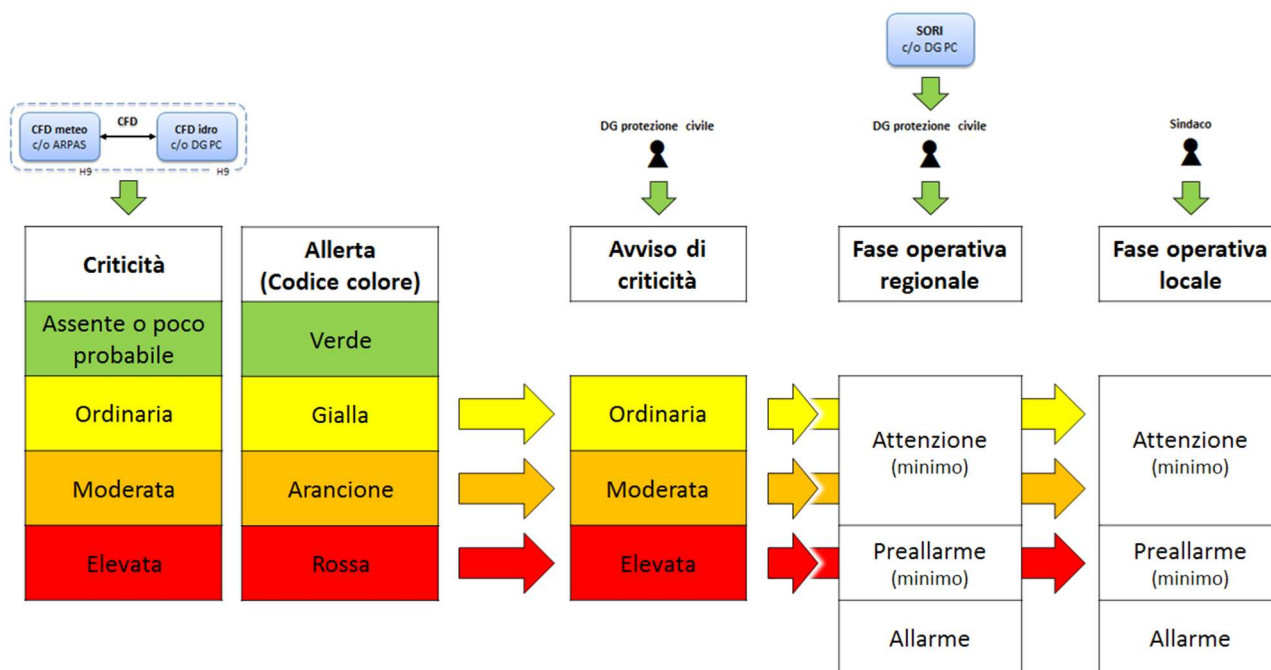 SORI
c/o DG PC
CFD meteo
c/o ARPAS
CFD
CFD idro
c/o DG PC
H9
H9
DG protezione civile
DG protezione civile
Sindaco
Criticità
Allerta
(Codice colore)
Avviso di
criticità
Fase operativa
regionale
Fase operativa
locale
Assente o poco
probabile
Verde
Ordinaria
Gialla
Ordinaria
Attenzione
(minimo)
Attenzione
(minimo)
Moderata
Arancione
Moderata
Elevata
Rossa
Elevata
Preallarme
(minimo)
Preallarme
(minimo)
Allarme
Allarme